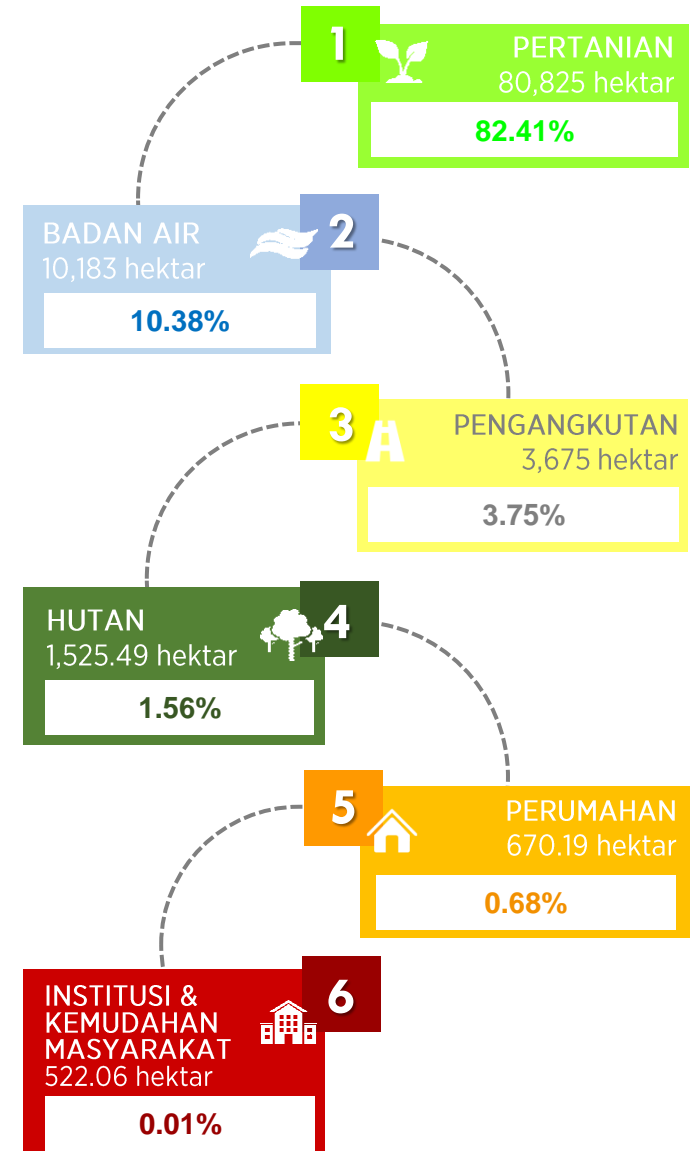 1
PERTANIAN
80,825 hektar
82.41%
2
BADAN AIR
10,183 hektar
10.38%
3
PENGANGKUTAN
3,675 hektar
3.75%
4
HUTAN
1,525.49 hektar
1.56%
5
PERUMAHAN
670.19 hektar
0.68%
6
INSTITUSI &
KEMUDAHAN
MASYARAKAT
522.06 hektar
0.01%